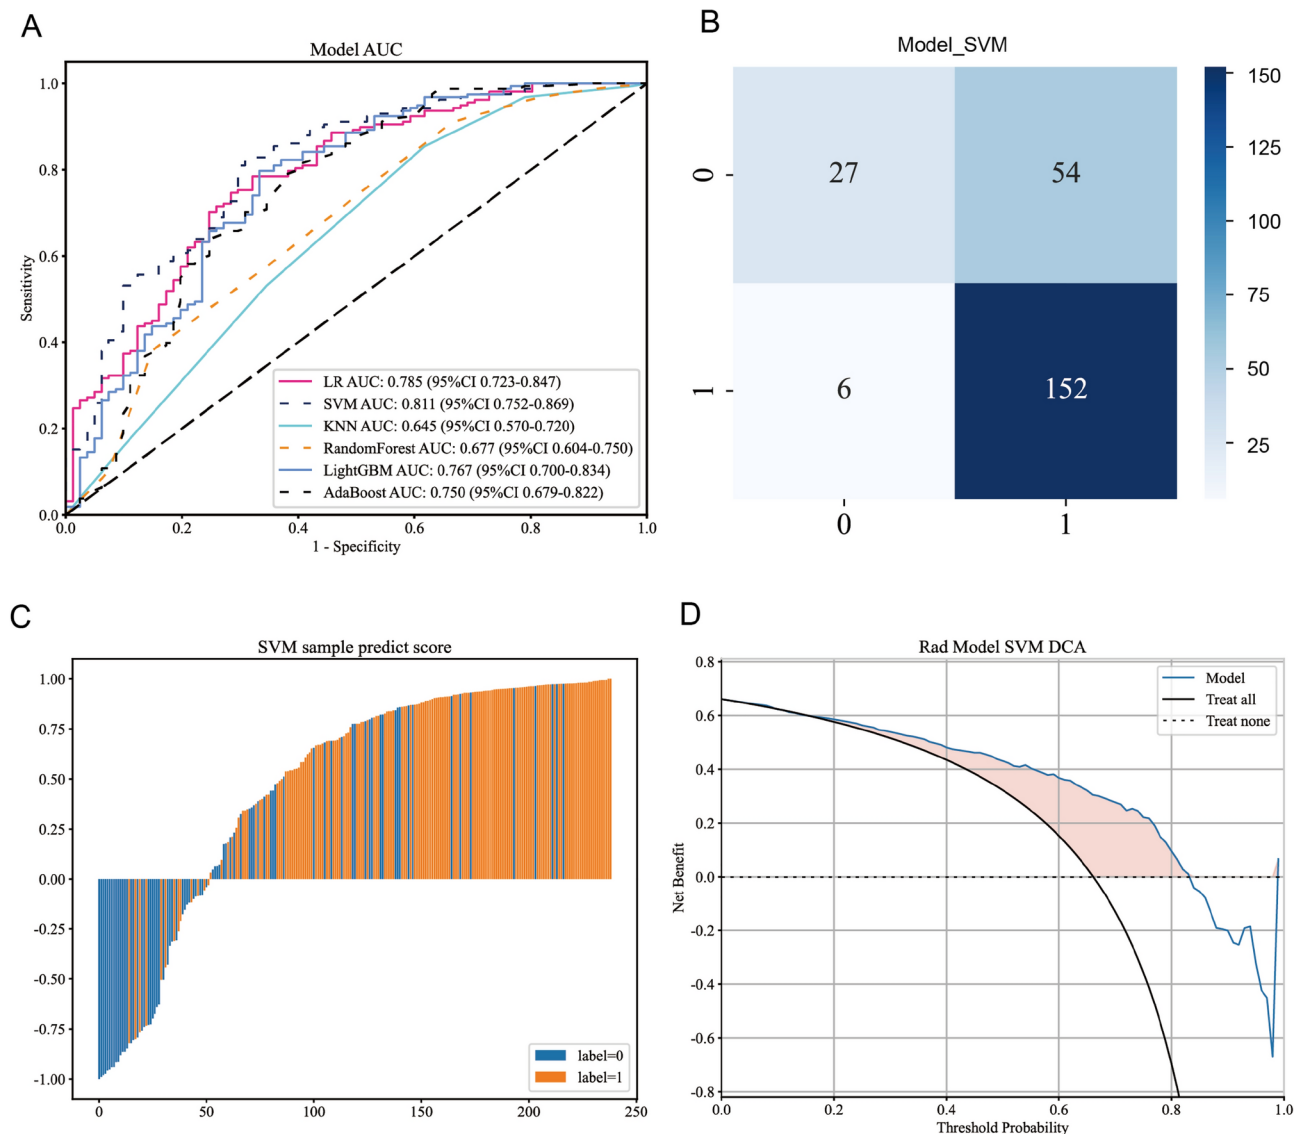 A
Model AUC
Sensitivity
1.0
0.8
0.6
0.4
0.2
0.0
LR AUC: 0.785 (95%CI 0.723-0.847)
SVM AUC: 0.811 (95%CI 0.752-0.869)
KNN AUC: 0.645 (95%CI 0.570-0.720)
RandomForest AUC: 0.677 (95%CI 0.604-0.750)
LightGBM AUC: 0.767 (95%CI 0.700-0.834)
AdaBoost AUC: 0.750 (95%CI 0.679-0.822)
0.0 0.2 0.4 0.6 0.8 1.0
1 - Specificity
B
Model_SVM
0
27 54
1
6 152
0 1
150
125
100
75
50
25
C
SVM sample predict score
1.00
0.75
0.50
0.25
0.00
-0.25
-0.50
-0.75
-1.00
label=0
label=1
0 50 100 150 200 250
D
Rad Model SVM DCA
Net Benefit
0.8
0.6
0.4
0.2
0.0
-0.2
-0.4
-0.6
-0.8
Model
Treat all
Treat none
0.0 0.2 0.4 0.6 0.8 1.0
Threshold Probability